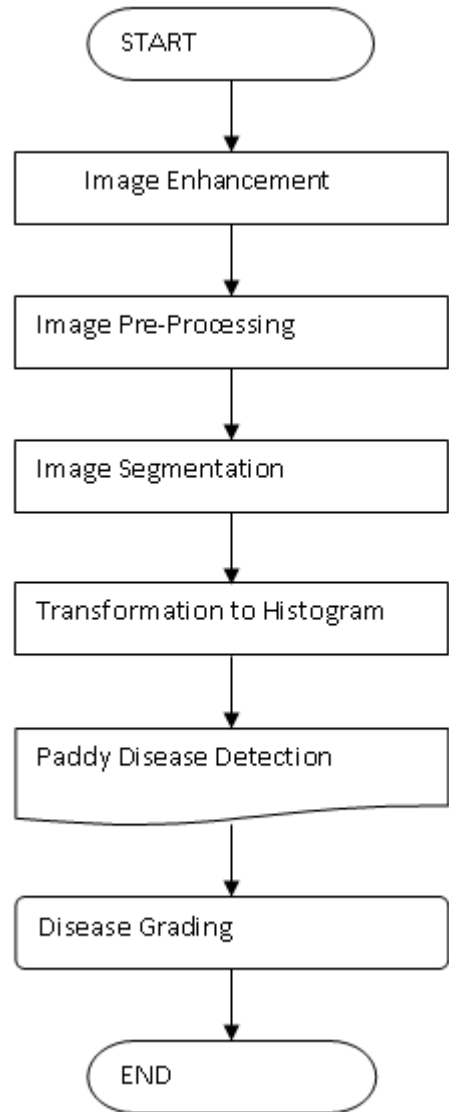 START
Image Enhancement
Image Pre-Processing
Image Segmentation
Transformation to Histogram
Paddy Disease Detection
Disease Grading
END